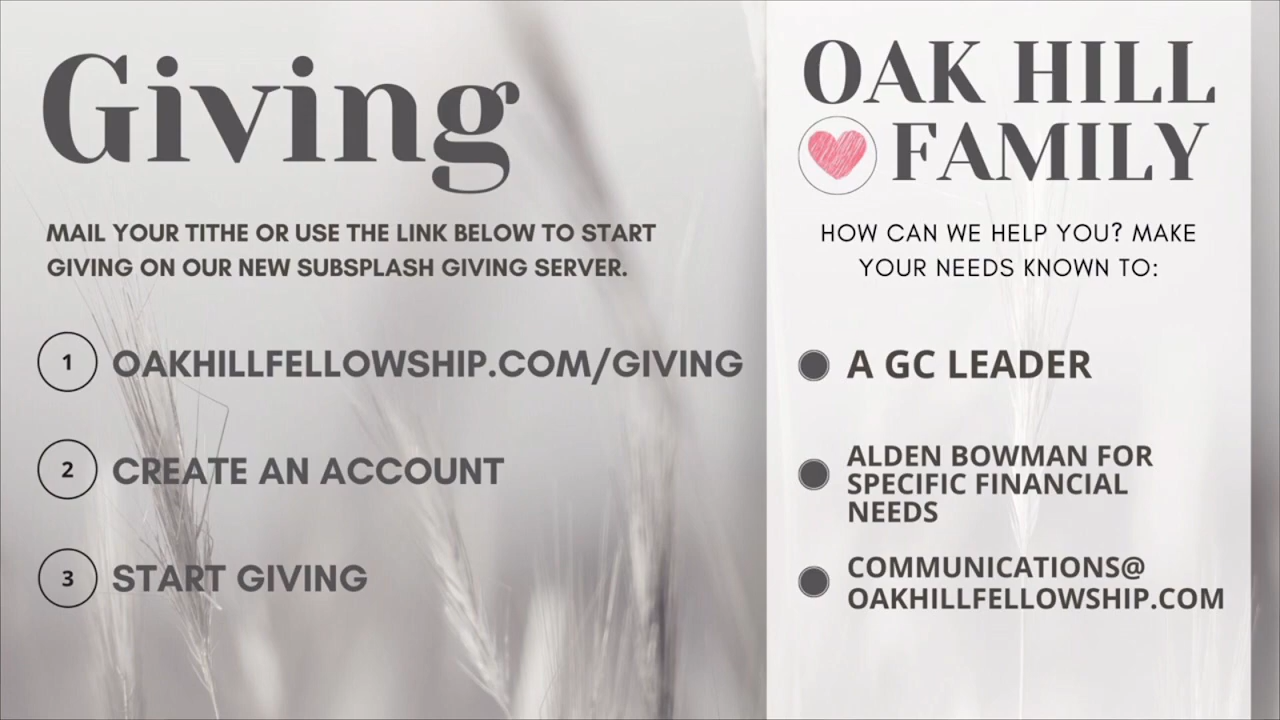 Giving
MAIL YOUR TITHE OR USE THE LINK BELOW TO START
GIVING ON OUR NEW SUBSPLASH GIVING SERVER.
1 OAKHILLFELLOWSHIP.COM/GIVING
2 CREATE AN ACCOUNT
3 START GIVING
OAK HILL
FAMILY
HOW CAN WE HELP YOU? MAKE
YOUR NEEDS KNOWN TO:
A GC LEADER
ALDEN BOWMAN FOR
SPECIFIC FINANCIAL
NEEDS
COMMUNICATIONS@
OAKHILLFELLOWSHIP.COM